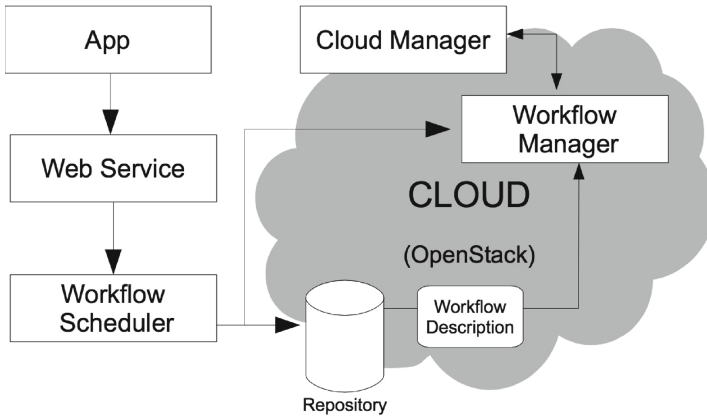 App
Cloud Manager
Workflow
Manager
Web Service
CLOUD
(OpenStack)
Workflow
Scheduler
Workflow
Description
Repository